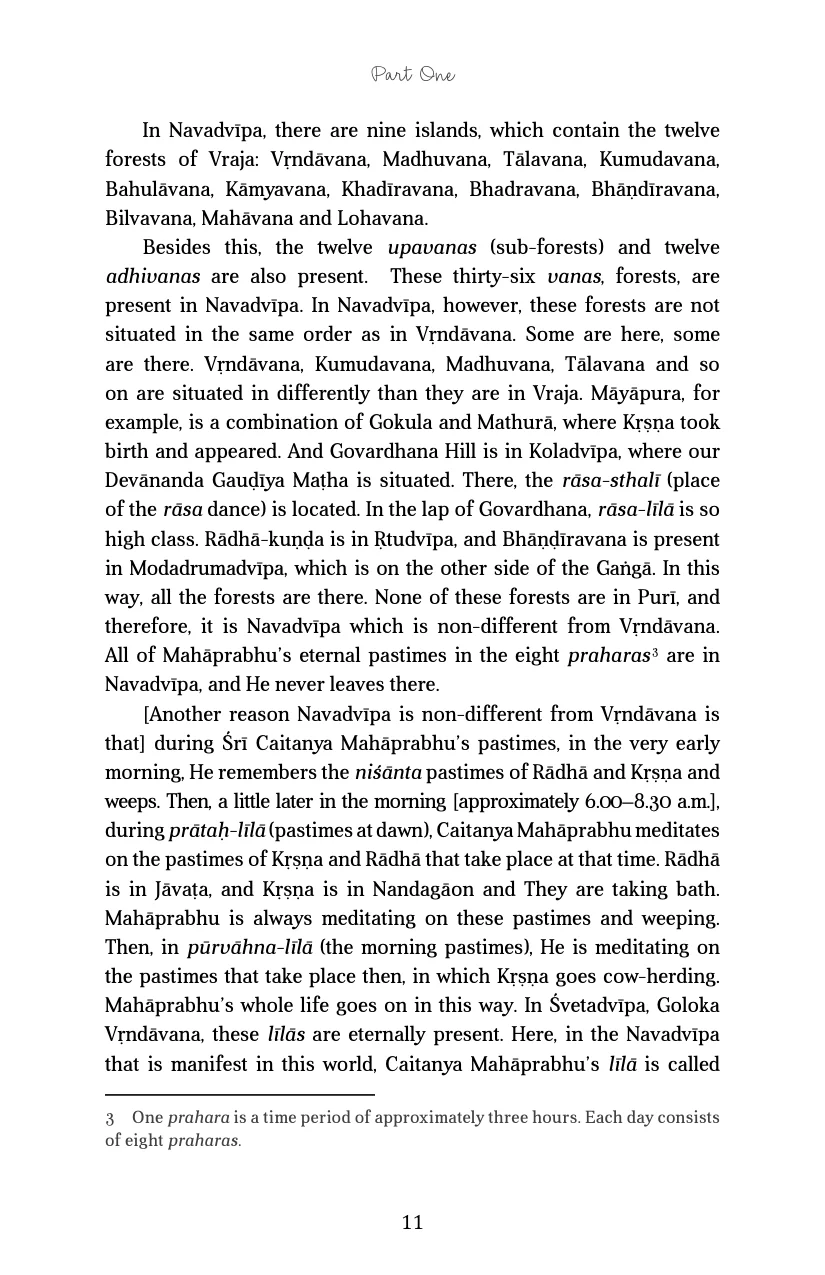 Part One
In Navadvīpa, there are nine islands, which contain the twelve
forests of Vraja: Vṛndāvana, Madhuvana, Tālavana, Kumudavana,
Bahulāvana, Kāmyavana, Khadīravana, Bhadravana, Bhāṇḍīravana,
Bilvavana, Mahāvana and Lohavana.
Besides this, the twelve upavanas (sub-forests) and twelve
adhivanas are also present. These thirty-six vanas, forests, are
present in Navadvīpa. In Navadvīpa, however, these forests are not
situated in the same order as in Vṛndāvana. Some are here, some
are there. Vṛndāvana, Kumudavana, Madhuvana, Tālavana and so
on are situated in differently than they are in Vraja. Māyāpura, for
example, is a combination of Gokula and Mathurā, where Kṛṣṇa took
birth and appeared. And Govardhana Hill is in Koladvīpa, where our
Devānanda Gauḍīya Maṭha is situated. There, the rāsa-sthalī (place
of the rāsa dance) is located. In the lap of Govardhana, rāsa-līlā is so
high class. Rādhā-kuṇḍa is in Ṛtudvīpa, and Bhāṇḍīravana is present
in Modadrumadvīpa, which is on the other side of the Gaṅgā. In this
way, all the forests are there. None of these forests are in Purī, and
therefore, it is Navadvīpa which is non-different from Vṛndāvana.
All of Mahāprabhu’s eternal pastimes in the eight praharas³ are in
Navadvīpa, and He never leaves there.
[Another reason Navadvīpa is non-different from Vṛndāvana is
that] during Śrī Caitanya Mahāprabhu’s pastimes, in the very early
morning, He remembers the niśānta pastimes of Rādhā and Kṛṣṇa and
weeps. Then, a little later in the morning [approximately 6.00–8.30 a.m.],
during prātaḥ-līlā (pastimes at dawn), Caitanya Mahāprabhu meditates
on the pastimes of Kṛṣṇa and Rādhā that take place at that time. Rādhā
is in Jāvaṭa, and Kṛṣṇa is in Nandagāon and They are taking bath.
Mahāprabhu is always meditating on these pastimes and weeping.
Then, in pūrvāhna-līlā (the morning pastimes), He is meditating on
the pastimes that take place then, in which Kṛṣṇa goes cow-herding.
Mahāprabhu’s whole life goes on in this way. In Śvetadvīpa, Goloka
Vṛndāvana, these līlās are eternally present. Here, in the Navadvīpa
that is manifest in this world, Caitanya Mahāprabhu’s līlā is called
3 One prahara is a time period of approximately three hours. Each day consists
of eight praharas.
11